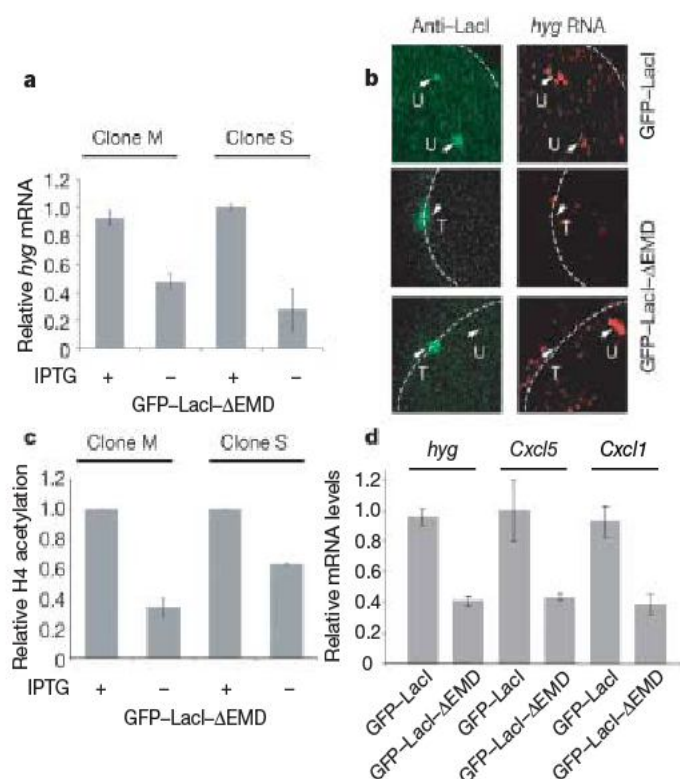 a
Clone M Clone S
Relative hyg mRNA
1.2
1.0
0.8
0.6
0.4
0.2
0
IPTG + − + −
GFP–LacI–ΔEMD
b
Anti–LacI hyg RNA
U U
U U
GFP–LacI
T T
U U
T T
GFP–LacI–ΔEMD
c
Clone M Clone S
Relative H4 acetylation
1.2
1.0
0.8
0.6
0.4
0.2
0
IPTG + − + −
GFP–LacI–ΔEMD
d
hyg Cxcl5 Cxcl1
Relative mRNA levels
1.2
1.0
0.8
0.6
0.4
0.2
0
GFP–LacI
GFP–LacI–ΔEMD
GFP–LacI
GFP–LacI–ΔEMD
GFP–LacI
GFP–LacI–ΔEMD